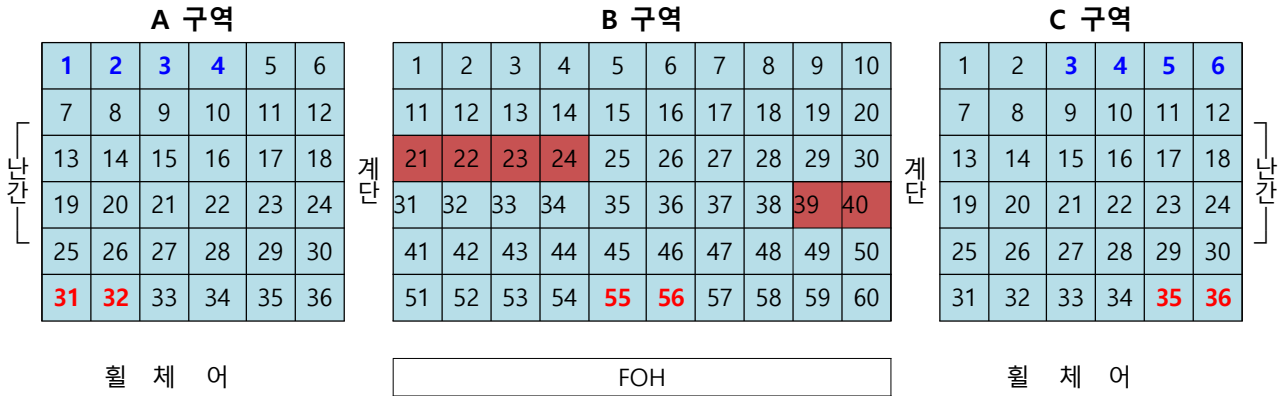 A 구역 B 구역 C 구역
1 2 3 4 5 6 1 2 3 4 5 6 7 8 9 10 1 2 3 4 5 6
7 8 9 10 11 12 11 12 13 14 15 16 17 18 19 20 7 8 9 10 11 12
13 14 15 16 17 18 21 22 23 24 25 26 27 28 29 30 13 14 15 16 17 18
난간 계단 계단 난간
19 20 21 22 23 24 31 32 33 34 35 36 37 38 39 40 19 20 21 22 23 24
25 26 27 28 29 30 41 42 43 44 45 46 47 48 49 50 25 26 27 28 29 30
31 32 33 34 35 36 51 52 53 54 55 56 57 58 59 60 31 32 33 34 35 36
휠 체 어 FOH 휠 체 어